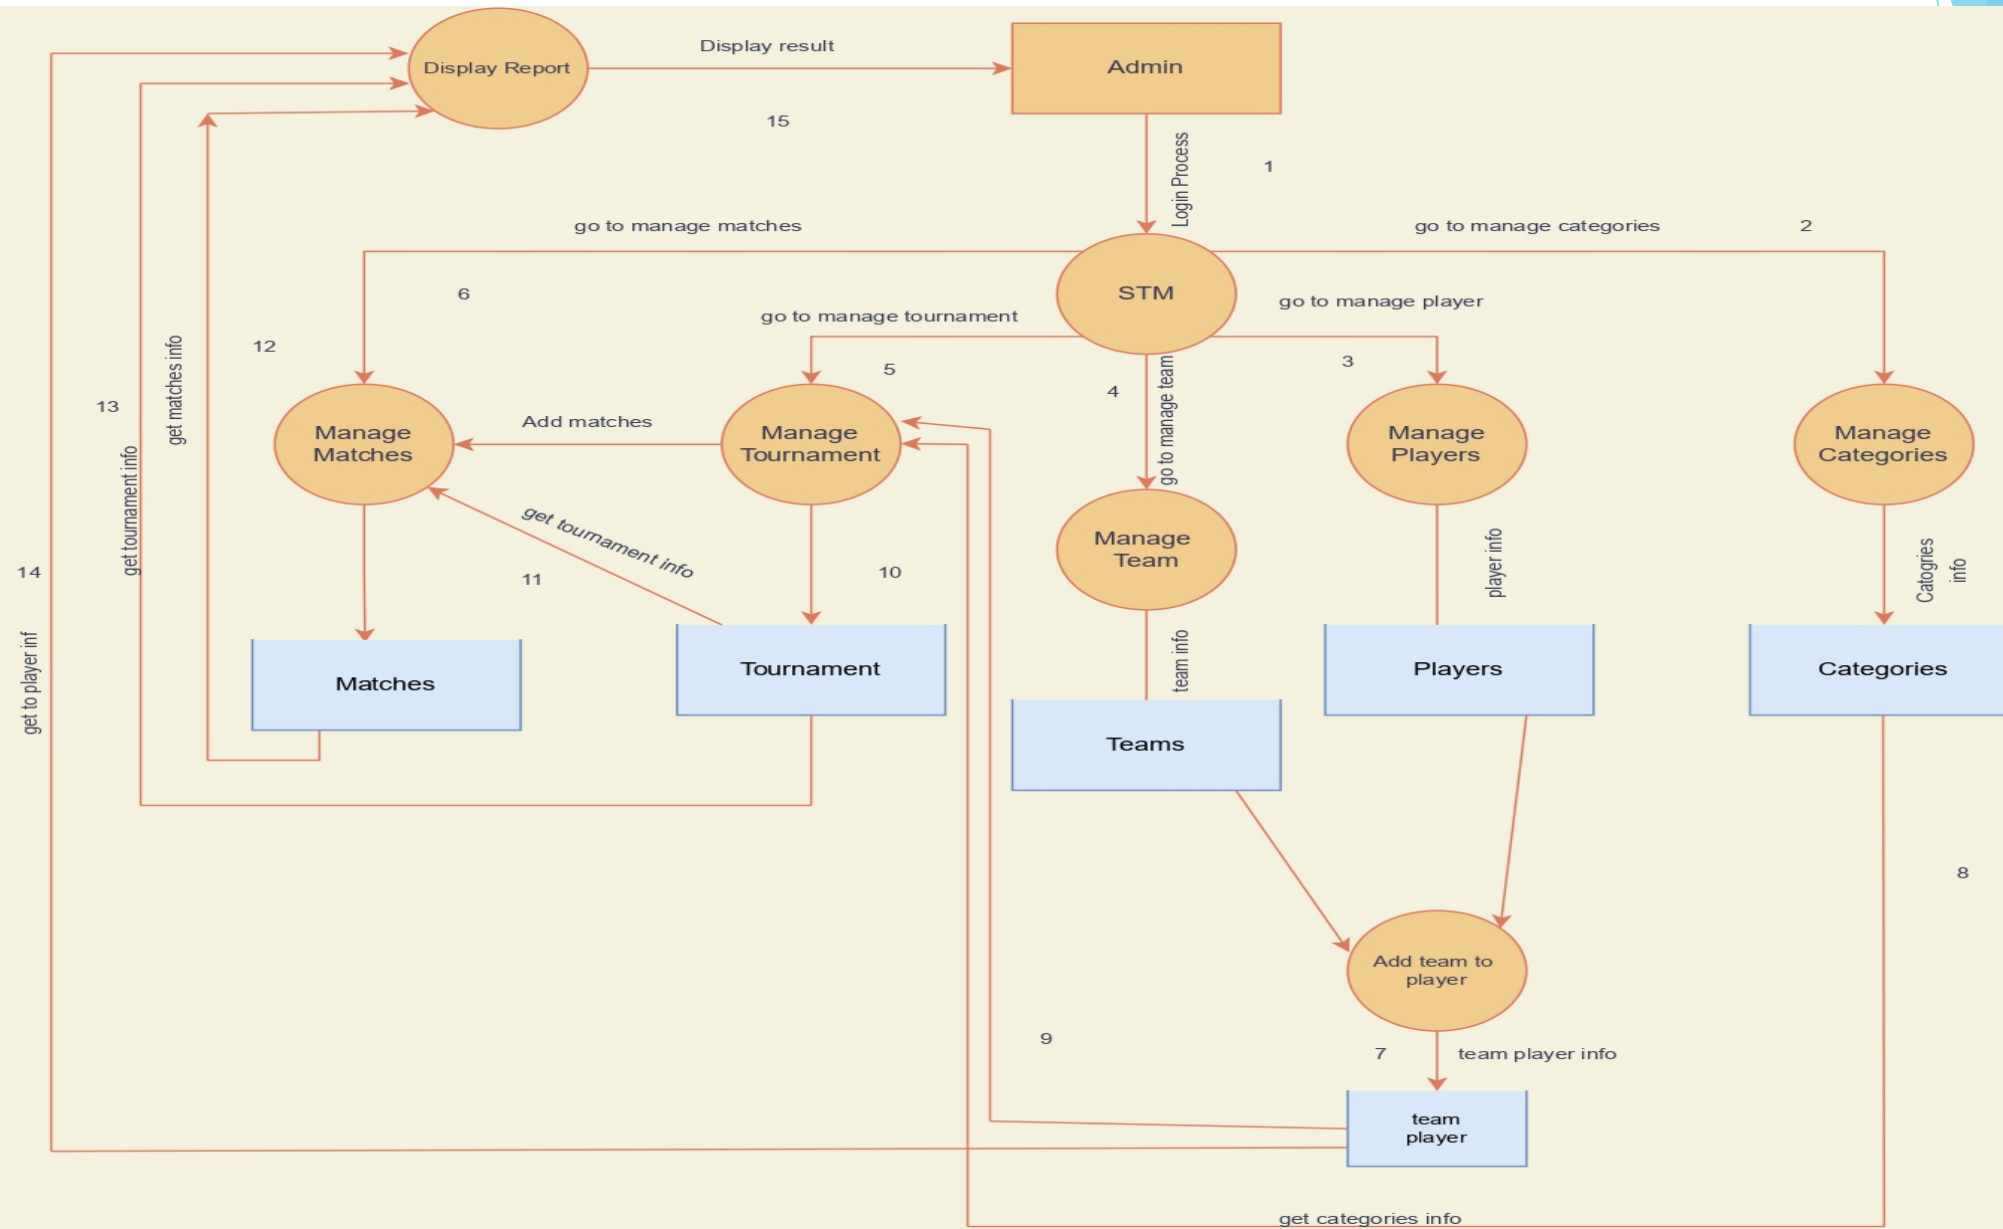 Display result
Display Report
Admin
15
Login Process
1
go to manage matches
go to manage categories
2
6
STM
go to manage player
go to manage tournament
12
get matches info
5
4
go to manage team
3
13
Add matches
Manage
Matches
Manage
Tournament
Manage
Players
Manage
Categories
get tournament info
get tournament info
Manage
Team
player info
Catogries
info
14
11
10
get to player inf
team info
Matches
Tournament
Teams
Players
Categories
8
Add team to
player
9
7
team player info
team
player
get categories info